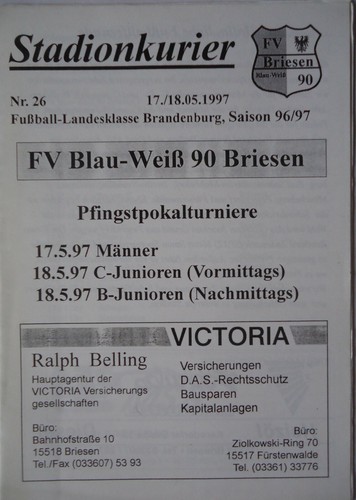 Stadionkurier
FV
Briesen
Blau-Weiß
90
Nr. 26 17./18.05.1997
Fußball-Landesklasse Brandenburg, Saison 96/97
FV Blau-Weiß 90 Briesen
Pfingstpokalturniere
17.5.97 Männer
18.5.97 C-Junioren (Vormittags)
18.5.97 B-Junioren (Nachmittags)
VICTORIA
Ralph Belling
Hauptagentur der
VICTORIA Versicherungs
gesellschaften
Versicherungen
D.A.S.-Rechtsschutz
Bausparen
Kapitalanlagen
Büro:
Bahnhofstraße 10
15518 Briesen
Tel./Fax (033607) 53 93
Büro:
Ziolkowski-Ring 70
15517 Fürstenwalde
Tel. (03361) 33776